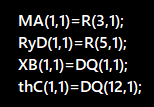 MA(1,1)=R(3,1);
RyD(1,1)=R(5,1);
XB(1,1)=DQ(1,1);
thC(1,1)=DQ(12,1);